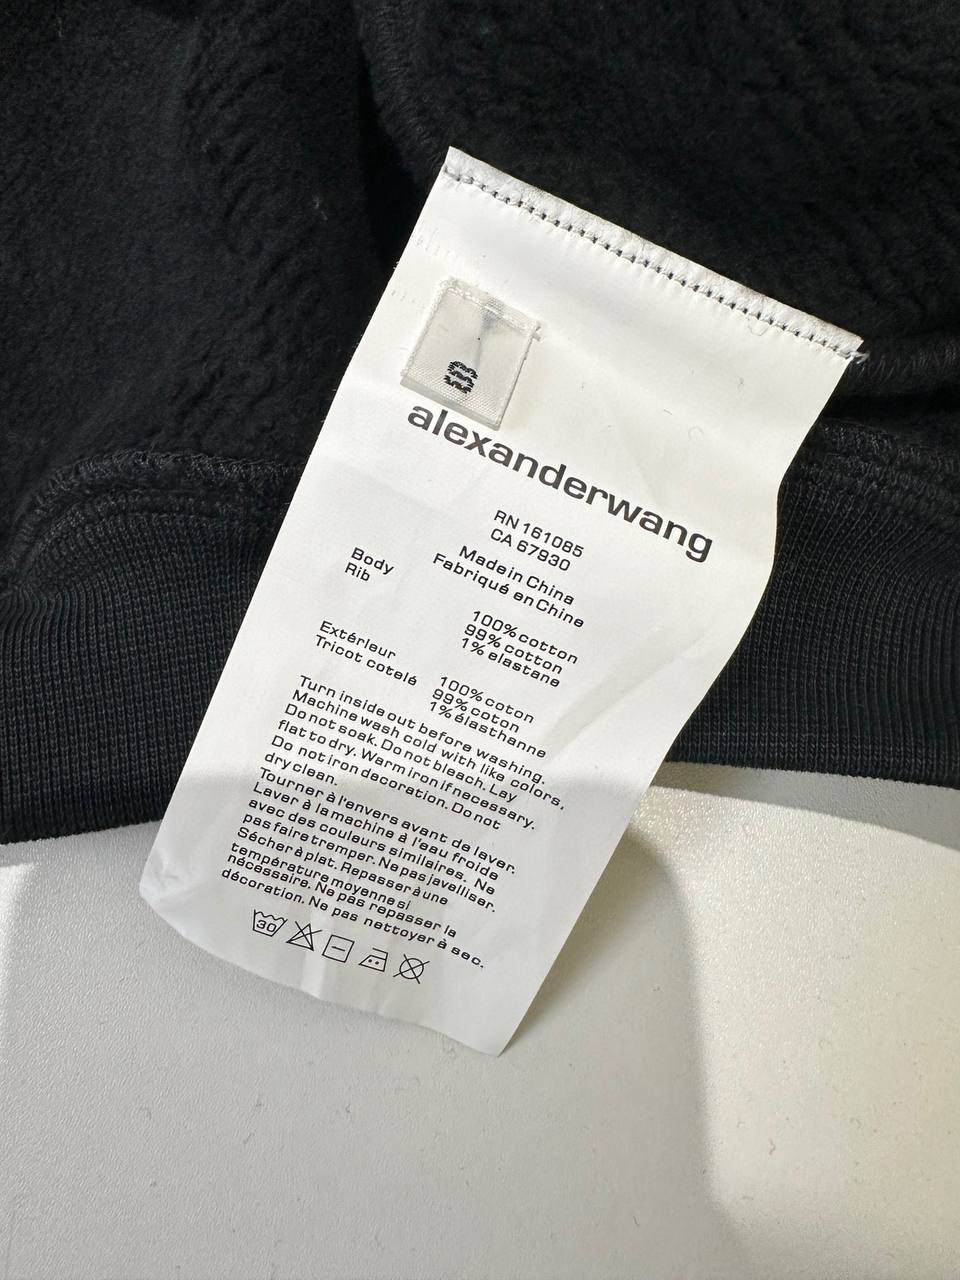 alexanderwang
RN 161085
CA 67930
Made in China
Fabriqué en Chine
Body 100% cotton
Rib 99% cotton
1% elastane
Extérieur 100% coton
Tricot cotelé 99% coton
1% élasthanne
Turn inside out before washing.
Machine wash cold with like colors,
Do not soak. Do not bleach. Lay
flat to dry. Warm iron if necessary.
Do not iron decoration. Do not
dry clean.
Tourner à l'envers avant de laver.
Laver à la machine à l'eau froide
avec des couleurs similaires. Ne
pas faire tremper. Ne pas javelliser.
Sécher à plat. Repasser à une
température moyenne si
nécessaire. Ne pas repasser la
décoration. Ne pas nettoyer à sec.
30